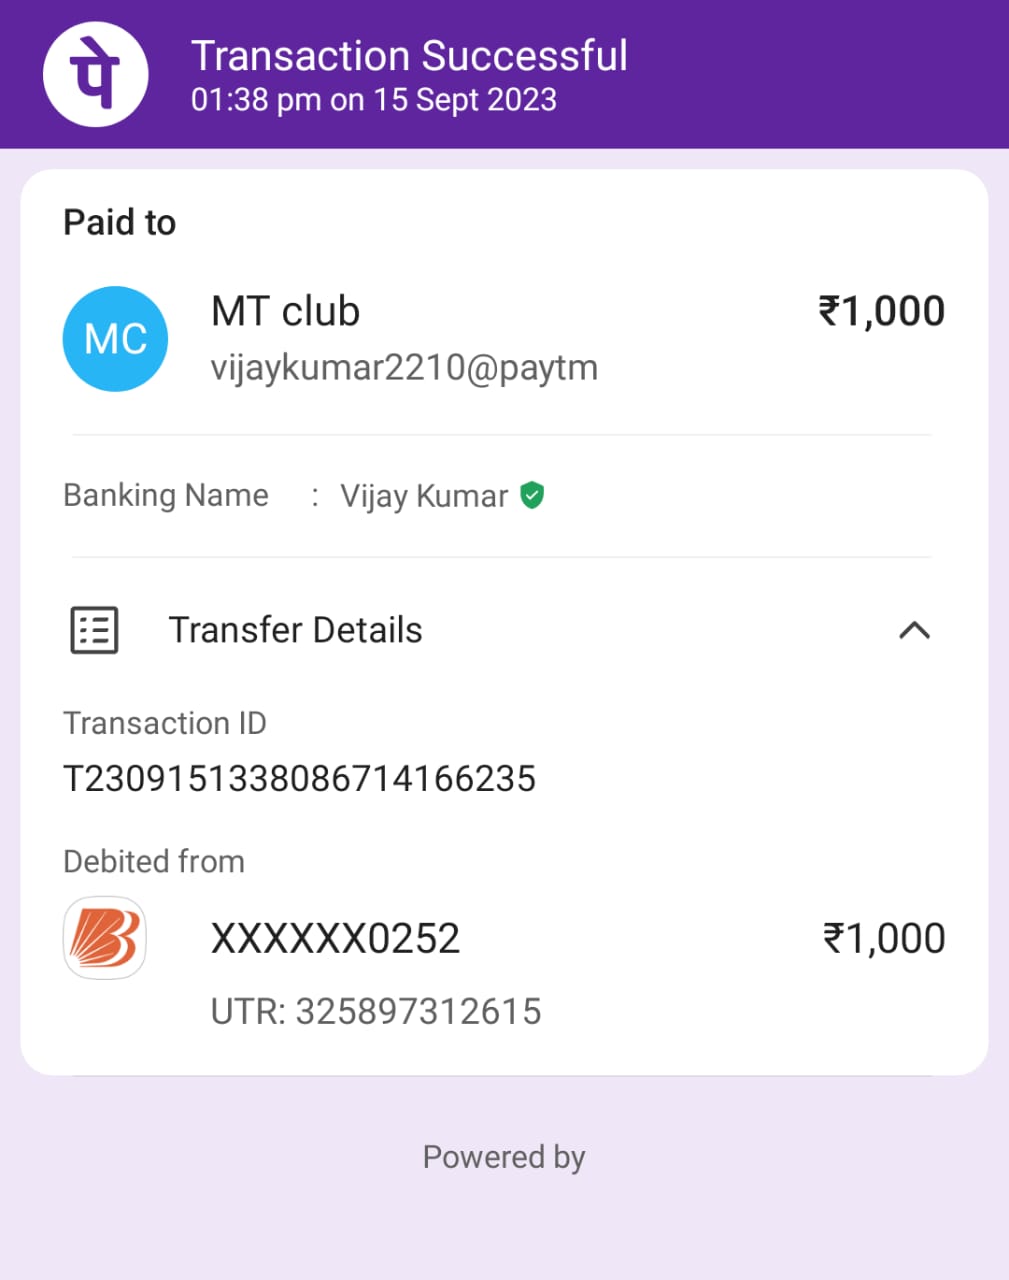 पे
Transaction Successful
01:38 pm on 15 Sept 2023
Paid to
MC
MT club
₹1,000
vijaykumar2210@paytm
Banking Name : Vijay Kumar
Transfer Details
Transaction ID
T2309151338086714166235
Debited from
XXXXXX0252
₹1,000
UTR: 325897312615
Powered by